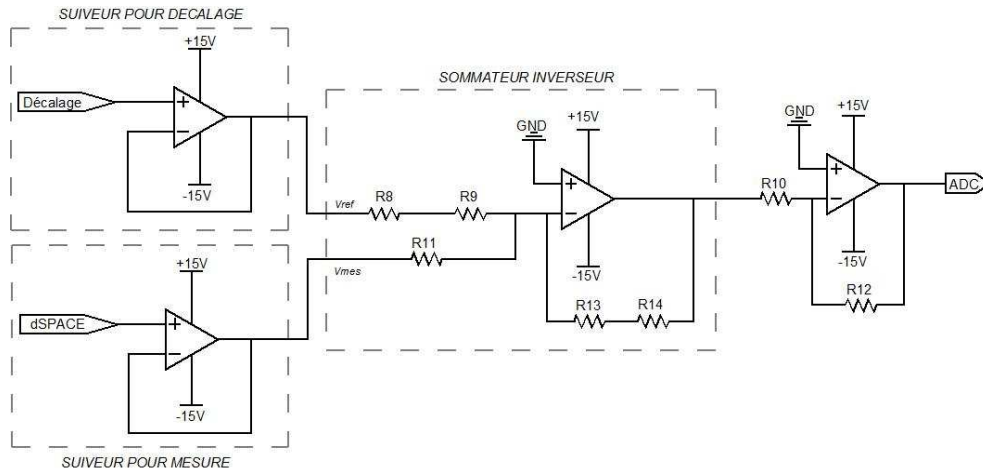 SUIVEUR POUR DECALAGE
+15V
Décalage
-15V
SOMMATEUR INVERSEUR
GND
+15V
Vref
R8
R9
R11
Vmes
-15V
R13
R14
GND
+15V
R10
ADC
-15V
R12
+15V
dSPACE
-15V
SUIVEUR POUR MESURE